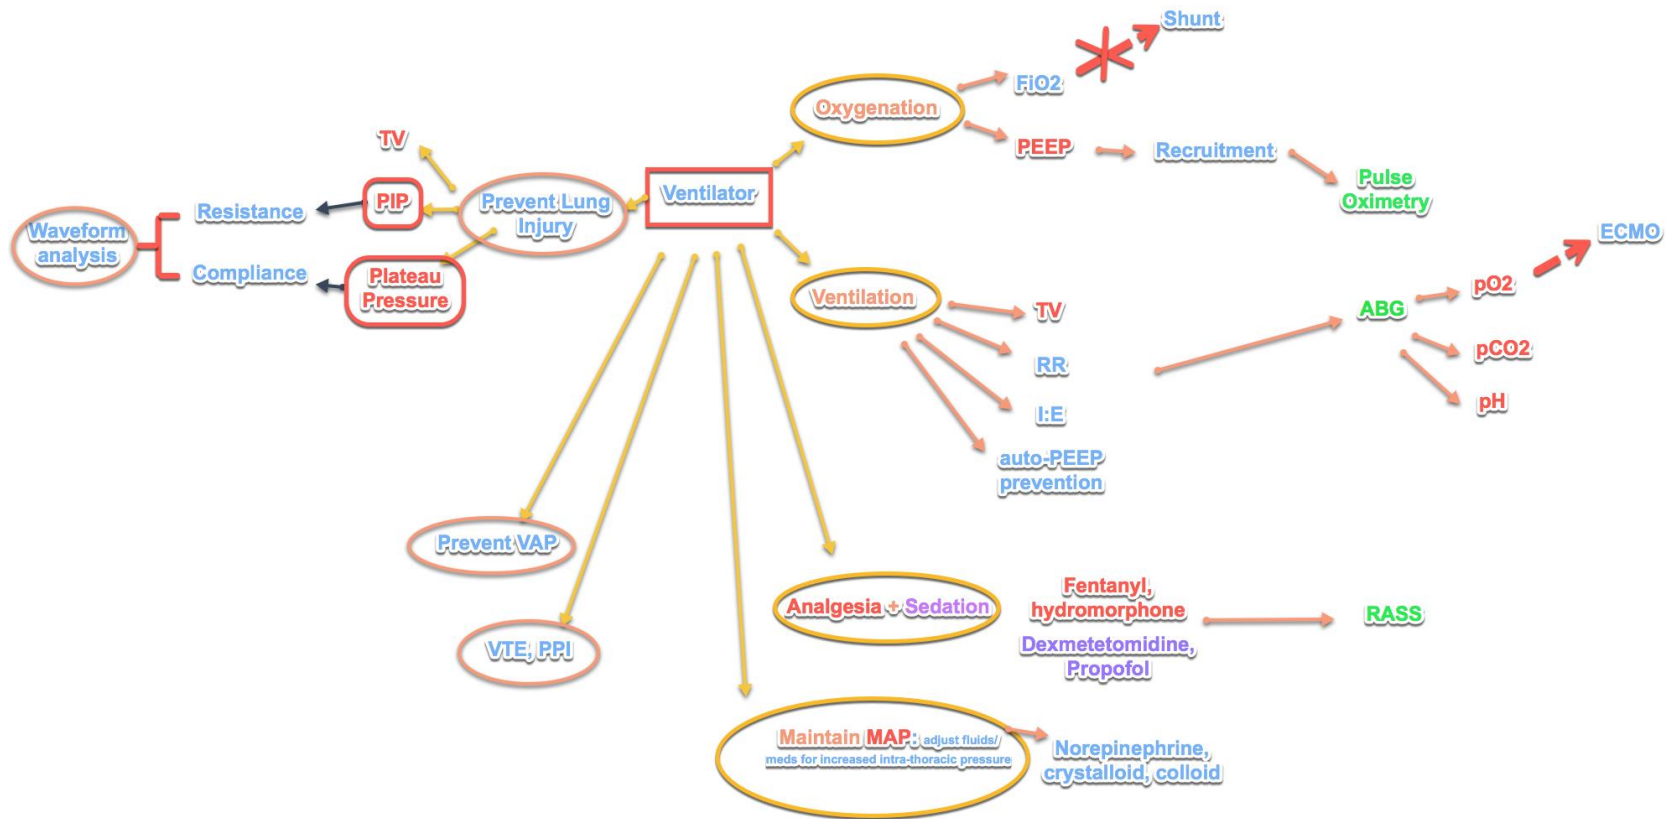 Shunt
FiO2
Oxygenation
TV
PEEP
Recruitment
Pulse
Oximetry
Ventilator
Prevent Lung
Injury
PIP
Resistance
Waveform
analysis
Compliance
Plateau
Pressure
ECMO
Ventilation
TV
RR
I:E
auto-PEEP
prevention
ABG
pO2
pCO2
pH
Prevent VAP
VTE, PPI
Analgesia + Sedation
Fentanyl,
hydromorphone
Dexmetetomidine,
Propofol
RASS
Maintain MAP: adjust fluids/
meds for increased intra-thoracic pressure
Norepinephrine,
crystalloid, colloid